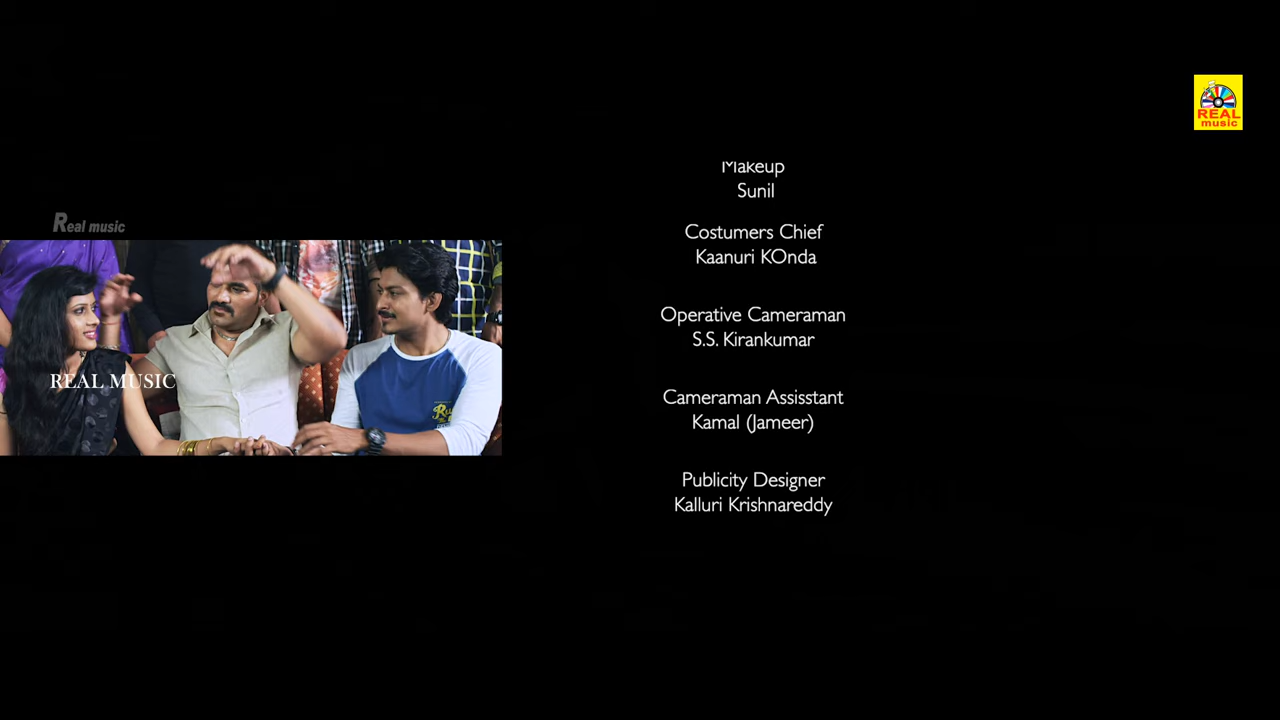 REAL
music
Makeup
Sunil
Real music
Costumers Chief
Kaanuri KOnda
Operative Cameraman
S.S. Kirankumar
REAL MUSIC
Cameraman Assisstant
Kamal (Jameer)
Publicity Designer
Kalluri Krishnareddy